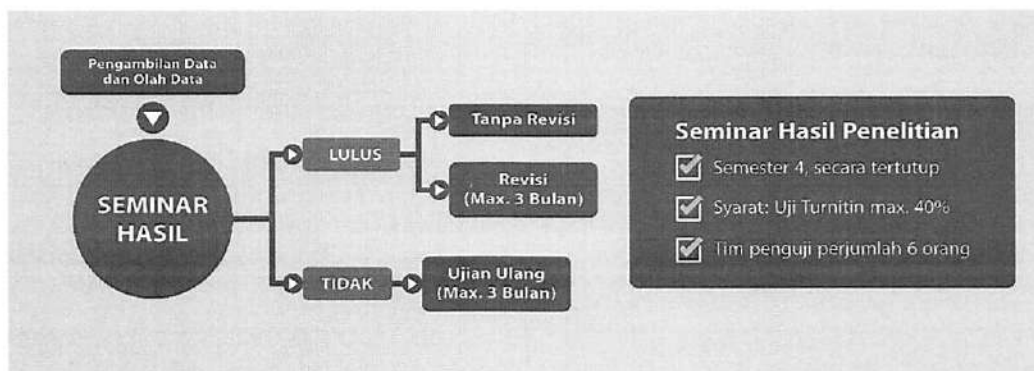 Pengambilan Data
dan Olah Data
SEMINAR
HASIL
LULUS
Tanpa Revisi
Revisi
(Max. 3 Bulan)
TIDAK
Ujian Ulang
(Max. 3 Bulan)
Seminar Hasil Penelitian
Semester 4, secara tertutup
Syarat: Uji Turnitin max. 40%
Tim penguji perjumlah 6 orang